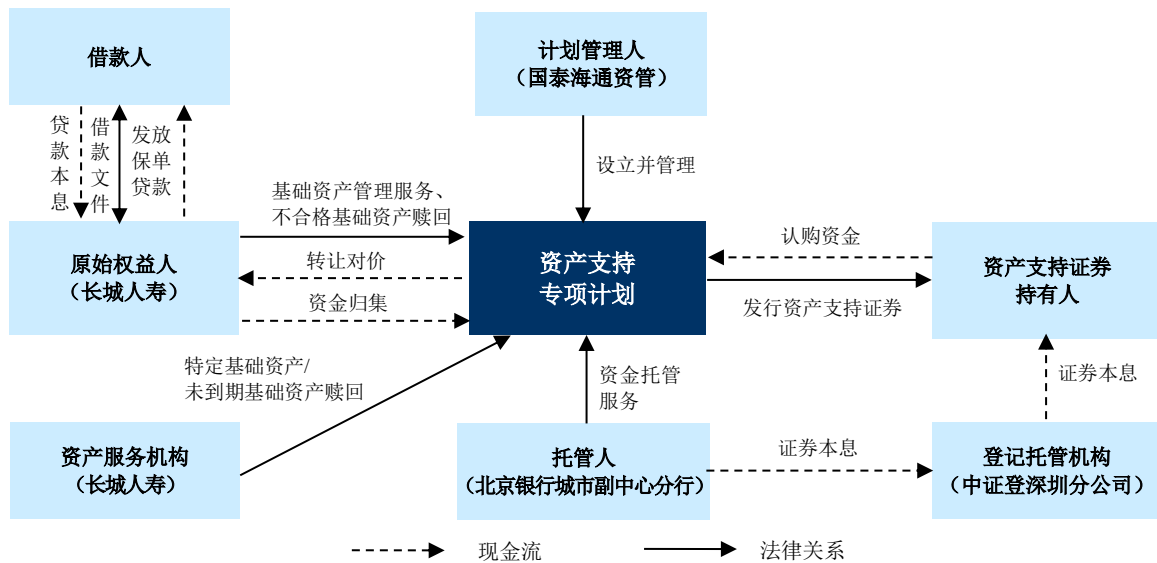 借款人
计划管理人
（国泰海通资管）
贷款本息
借款文件
发放
保单
贷款
设立并管理
基础资产管理服务、
不合格基础资产赎回
原始权益人
（长城人寿）
转让对价
资金归集
资产支持
专项计划
认购资金
发行资产支持证券
资产支持证券
持有人
特定基础资产/
未到期基础资产赎回
资金托管
服务
证券本息
资产服务机构
（长城人寿）
托管人
（北京银行城市副中心分行）
证券本息
登记托管机构
（中证登深圳分公司）
现金流
法律关系